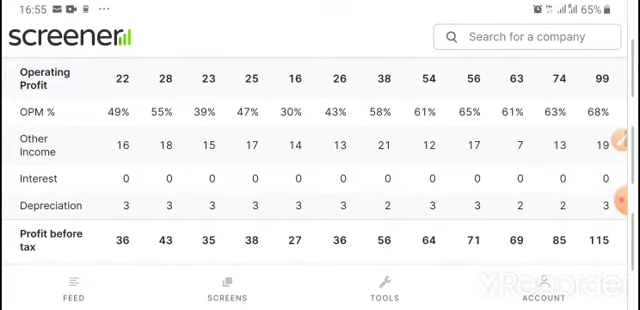 16:55 65%
screener Search for a company
Operating Profit 22 28 23 25 16 26 38 54 56 63 74 99
OPM % 49% 55% 39% 47% 30% 43% 58% 61% 65% 61% 63% 68%
Other Income 16 18 15 17 14 13 21 12 17 7 13 19
Interest 0 0 0 0 0 0 0 0 0 0 0 0
Depreciation 3 3 3 3 3 3 2 3 3 2 2 3
Profit before tax 36 43 35 38 27 36 56 64 71 69 85 115
FEED SCREENS TOOLS ACCOUNT
XRecorder